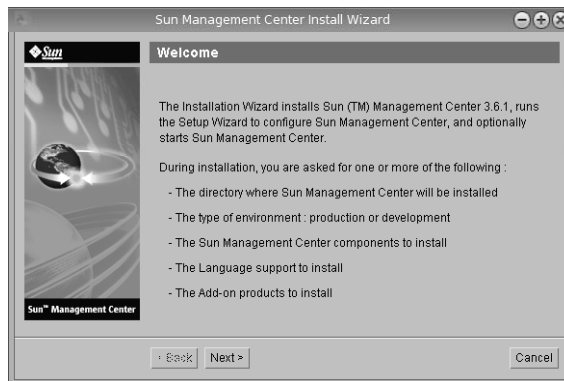 Sun Management Center Install Wizard
Sun
Welcome
The Installation Wizard installs Sun (TM) Management Center 3.6.1, runs
the Setup Wizard to configure Sun Management Center, and optionally
starts Sun Management Center.
During installation, you are asked for one or more of the following :
- The directory where Sun Management Center will be installed
- The type of environment : production or development
- The Sun Management Center components to install
- The Language support to install
- The Add-on products to install
Sun™ Management Center
< Back Next > Cancel